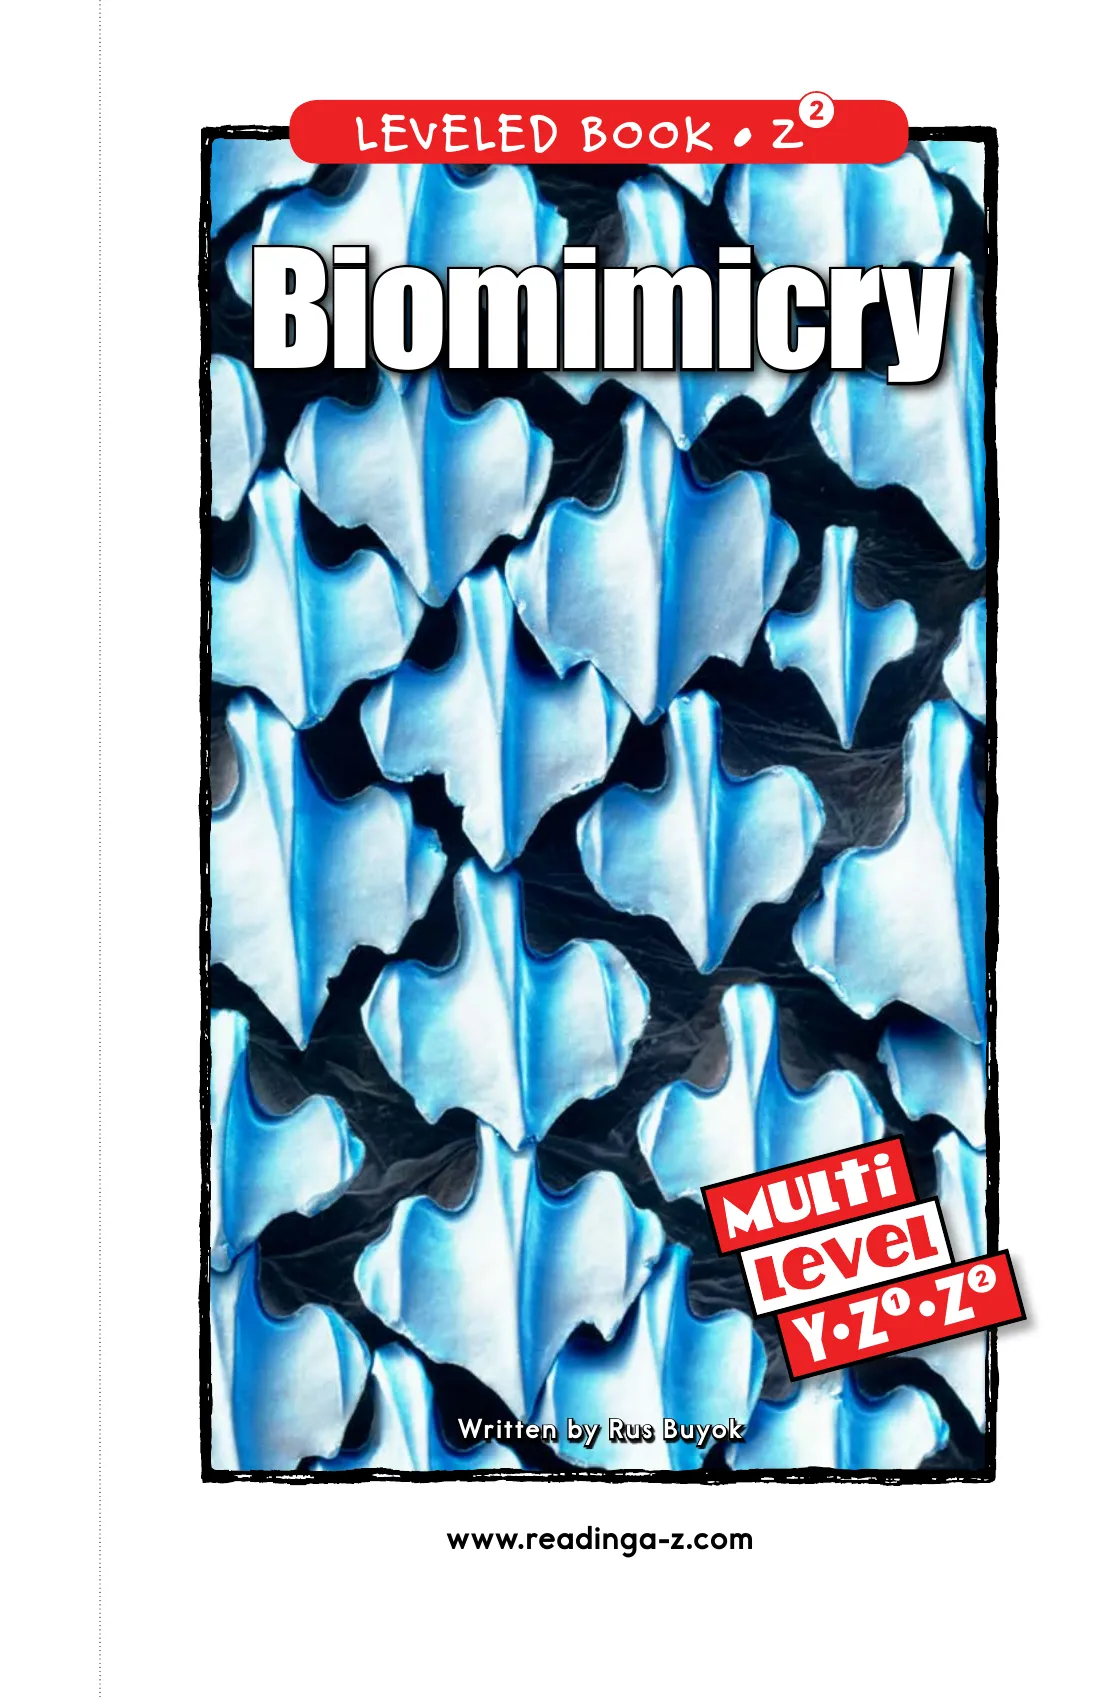 LEVELED BOOK • Z²
Biomimicry
MULTi
LEVEL
Y•Z¹•Z²
Written by Rus Buyok
www.readinga-z.com